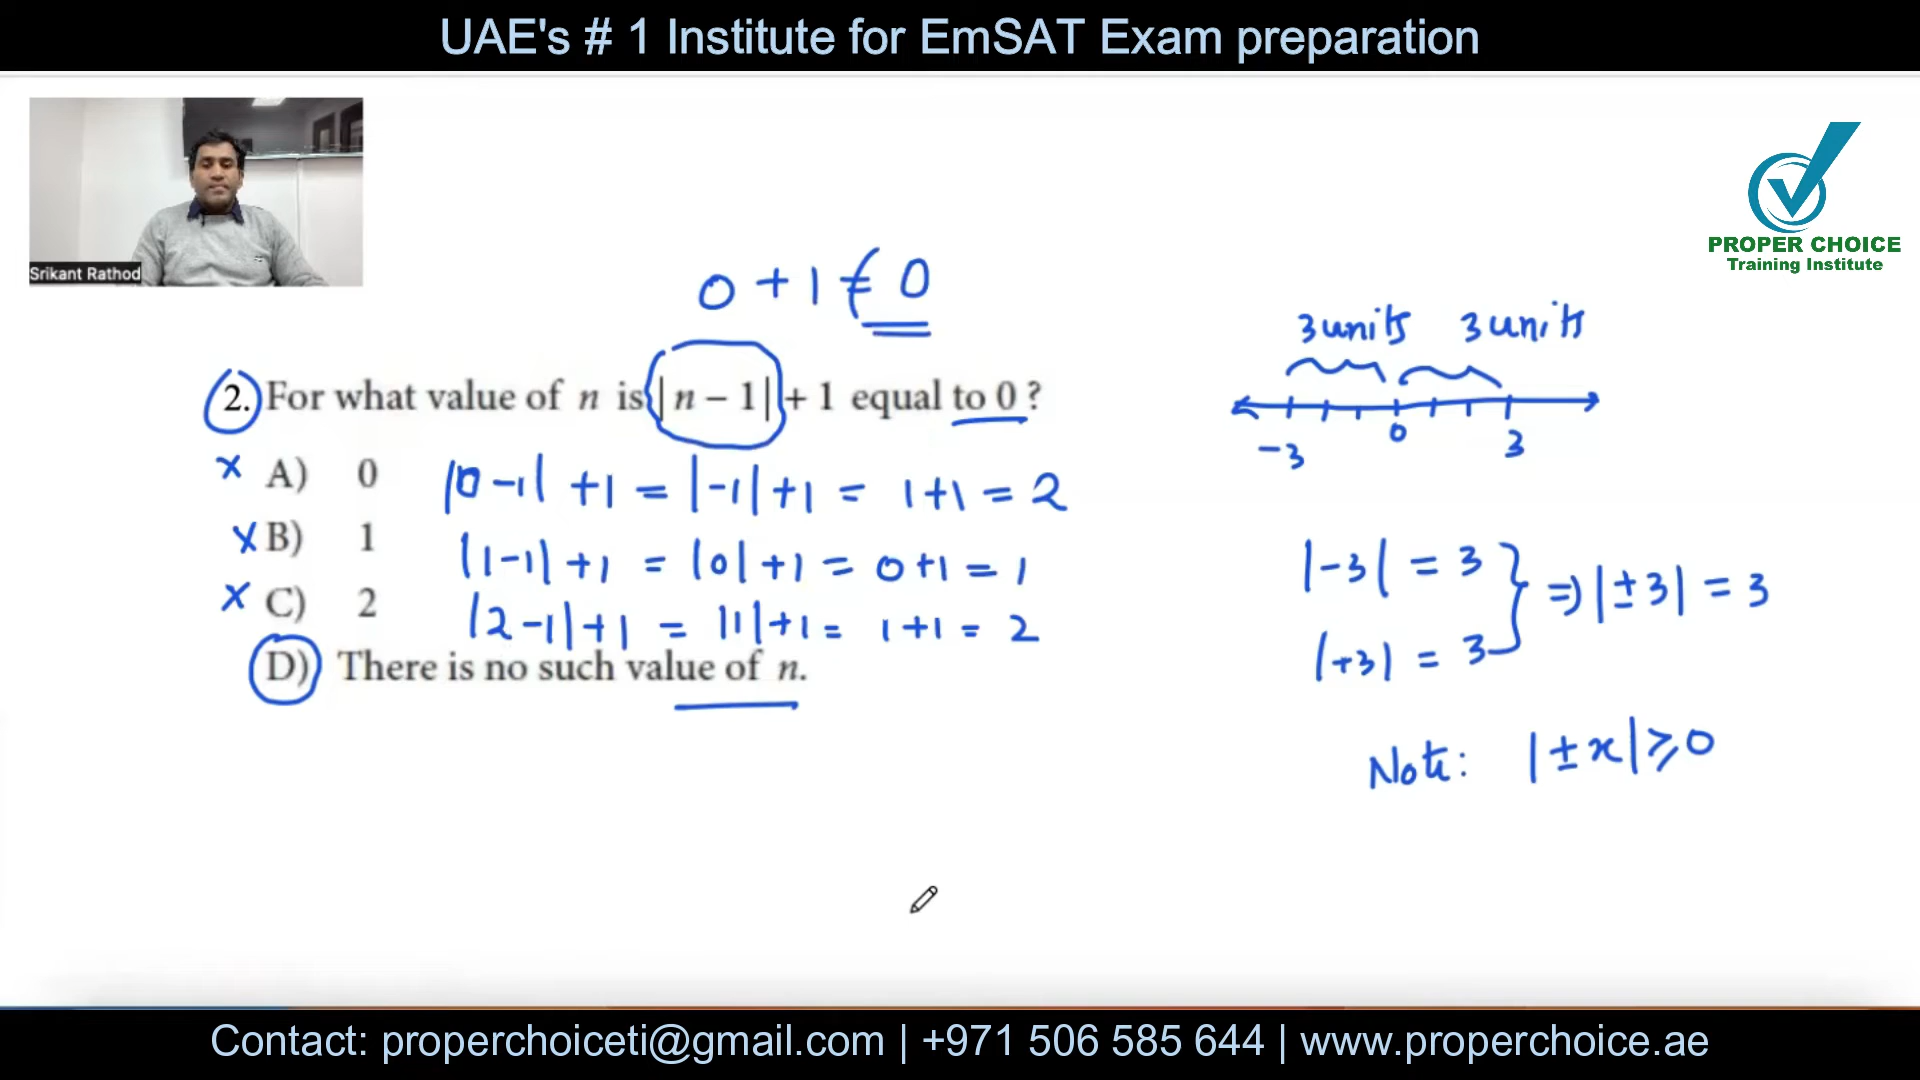 UAE's # 1 Institute for EmSAT Exam preparation
Srikant Rathod
PROPER CHOICE
Training Institute
0 + 1 ≠ 0
3 units 3 units
-3 0 3
2. For what value of n is |n – 1| + 1 equal to 0 ?
x A) 0 |0-1| +1 = |-1| +1 = 1+1 = 2
x B) 1 |1-1| +1 = |0| +1 = 0+1 = 1
x C) 2 |2-1| +1 = |1| +1 = 1+1 = 2
D) There is no such value of n.
|-3| = 3
|+3| = 3
⇒ |±3| = 3
Note: |±x| ⩾ 0
Contact: properchoiceti@gmail.com | +971 506 585 644 | www.properchoice.ae